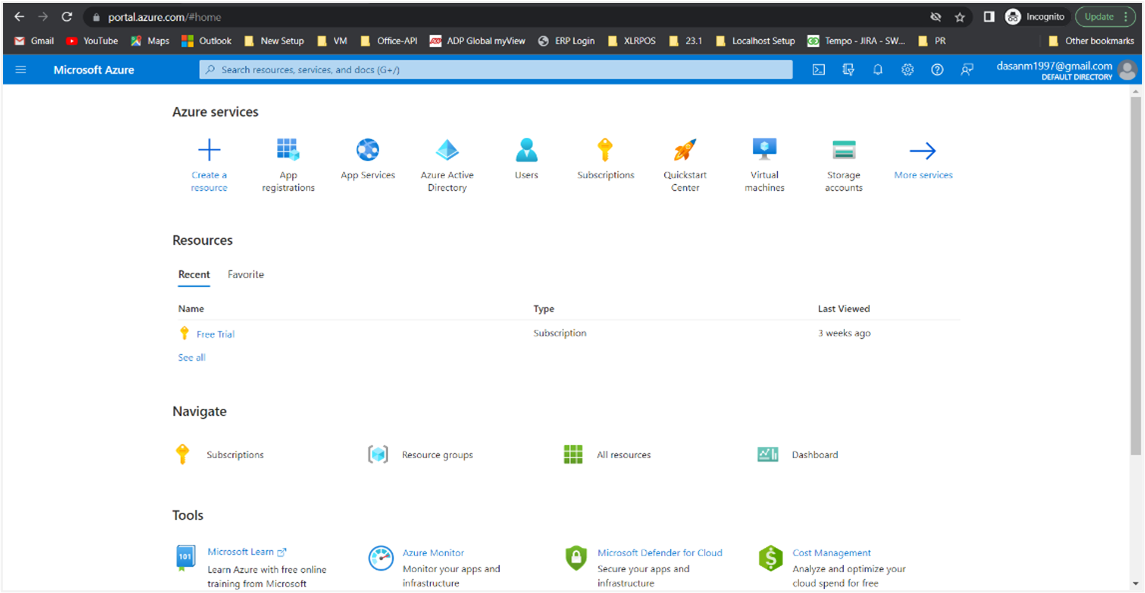 portal.azure.com/#home
Incognito
Update
Gmail YouTube Maps Outlook New Setup VM Office-API ADP Global myView ERP Login XLRPOS 23.1 Localhost Setup Tempo - JIRA - SW... PR Other bookmarks
Microsoft Azure
Search resources, services, and docs (G+/)
dasanm1997@gmail.com
DEFAULT DIRECTORY
Azure services
Create a
resource
App
registrations
App Services
Azure Active
Directory
Users
Subscriptions
Quickstart
Center
Virtual
machines
Storage
accounts
More services
Resources
Recent Favorite
Name Type Last Viewed
Free Trial Subscription 3 weeks ago
See all
Navigate
Subscriptions Resource groups All resources Dashboard
Tools
Microsoft Learn
Learn Azure with free online
training from Microsoft
Azure Monitor
Monitor your apps and
infrastructure
Microsoft Defender for Cloud
Secure your apps and
infrastructure
Cost Management
Analyze and optimize your
cloud spend for free
101